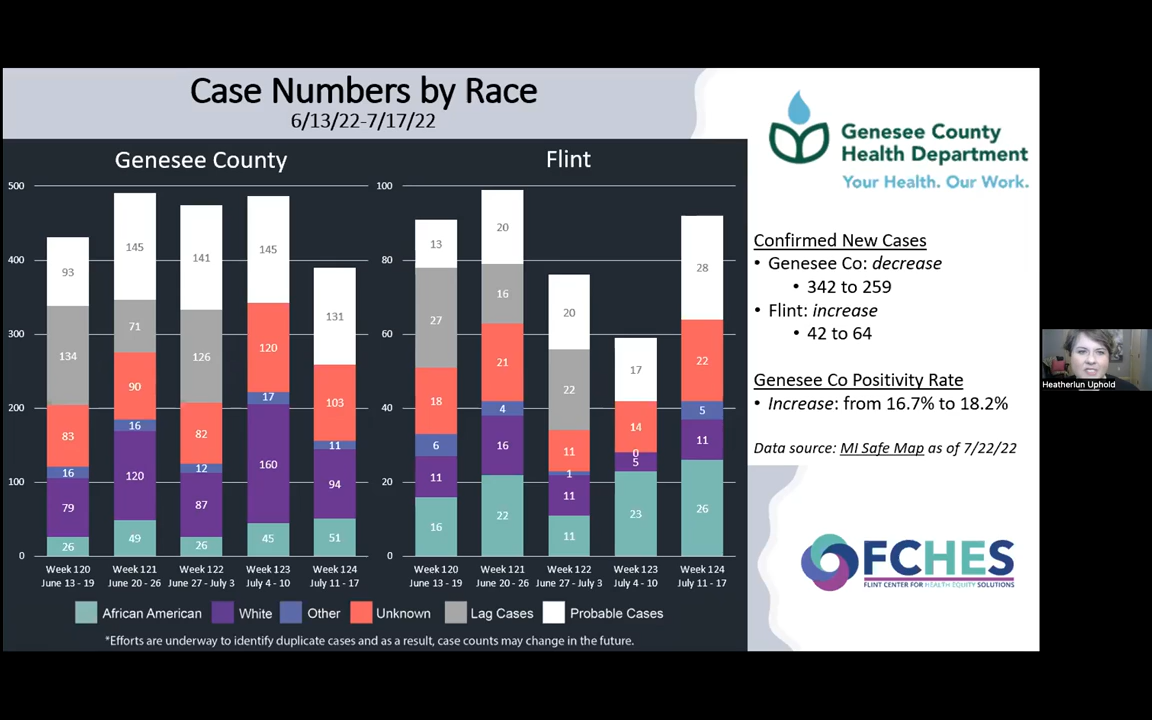 Case Numbers by Race
6/13/22-7/17/22
Genesee County
500
400
300
200
100
0
93
134
83
16
79
26
145
71
90
16
120
49
141
126
82
12
87
26
145
120
17
160
45
131
103
11
94
51
Week 120
June 13 - 19
Week 121
June 20 - 26
Week 122
June 27 - July 3
Week 123
July 4 - 10
Week 124
July 11 - 17
Flint
100
80
60
40
20
0
13
27
18
6
11
16
20
16
21
4
16
22
20
22
11
1
11
11
17
14
0
5
23
28
22
5
11
26
Week 120
June 13 - 19
Week 121
June 20 - 26
Week 122
June 27 - July 3
Week 123
July 4 - 10
Week 124
July 11 - 17
African American White Other Unknown Lag Cases Probable Cases
*Efforts are underway to identify duplicate cases and as a result, case counts may change in the future.
Genesee County
Health Department
Your Health. Our Work.
Confirmed New Cases
• Genesee Co: decrease
• 342 to 259
• Flint: increase
• 42 to 64
Genesee Co Positivity Rate
• Increase: from 16.7% to 18.2%
Data source: MI Safe Map as of 7/22/22
FCHES
FLINT CENTER for HEALTH EQUITY SOLUTIONS
Heatherlun Uphold